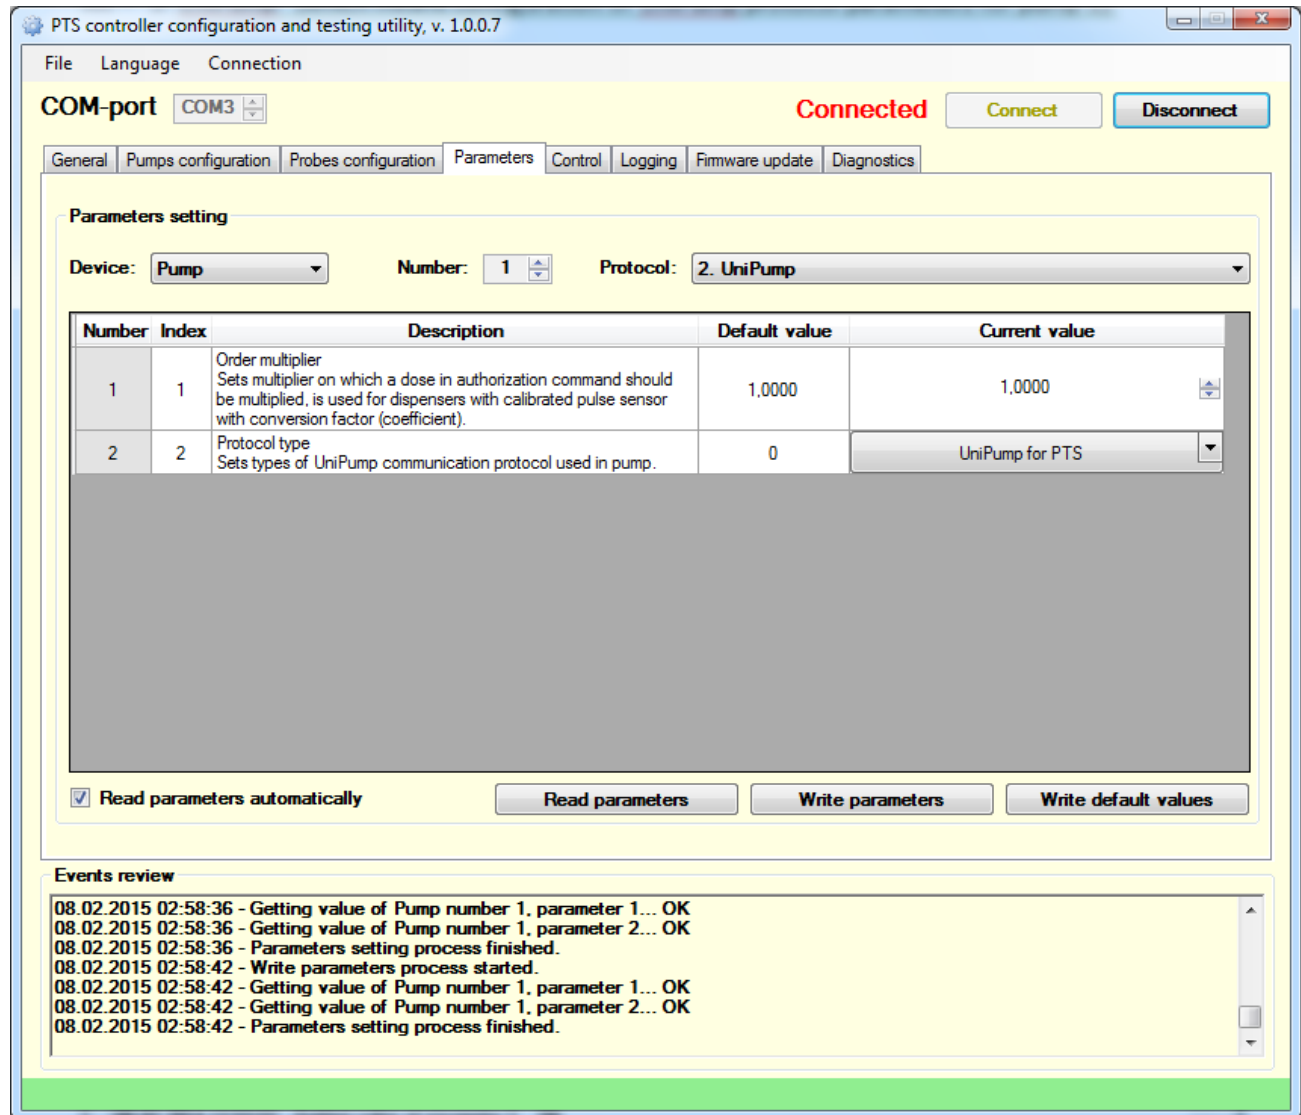 PTS controller configuration and testing utility, v. 1.0.0.7
File Language Connection
COM-port COM3 Connected Connect Disconnect
General Pumps configuration Probes configuration Parameters Control Logging Firmware update Diagnostics
Parameters setting
Device: Pump Number: 1 Protocol: 2. UniPump
Number Index Description Default value Current value
1 1 Order multiplier
Sets multiplier on which a dose in authorization command should
be multiplied, is used for dispensers with calibrated pulse sensor
with conversion factor (coefficient).
1,0000 1,0000
2 2 Protocol type
Sets types of UniPump communication protocol used in pump.
0 UniPump for PTS
Read parameters automatically Read parameters Write parameters Write default values
Events review
08.02.2015 02:58:36 - Getting value of Pump number 1, parameter 1... OK
08.02.2015 02:58:36 - Getting value of Pump number 1, parameter 2... OK
08.02.2015 02:58:36 - Parameters setting process finished.
08.02.2015 02:58:42 - Write parameters process started.
08.02.2015 02:58:42 - Getting value of Pump number 1, parameter 1... OK
08.02.2015 02:58:42 - Getting value of Pump number 1, parameter 2... OK
08.02.2015 02:58:42 - Parameters setting process finished.